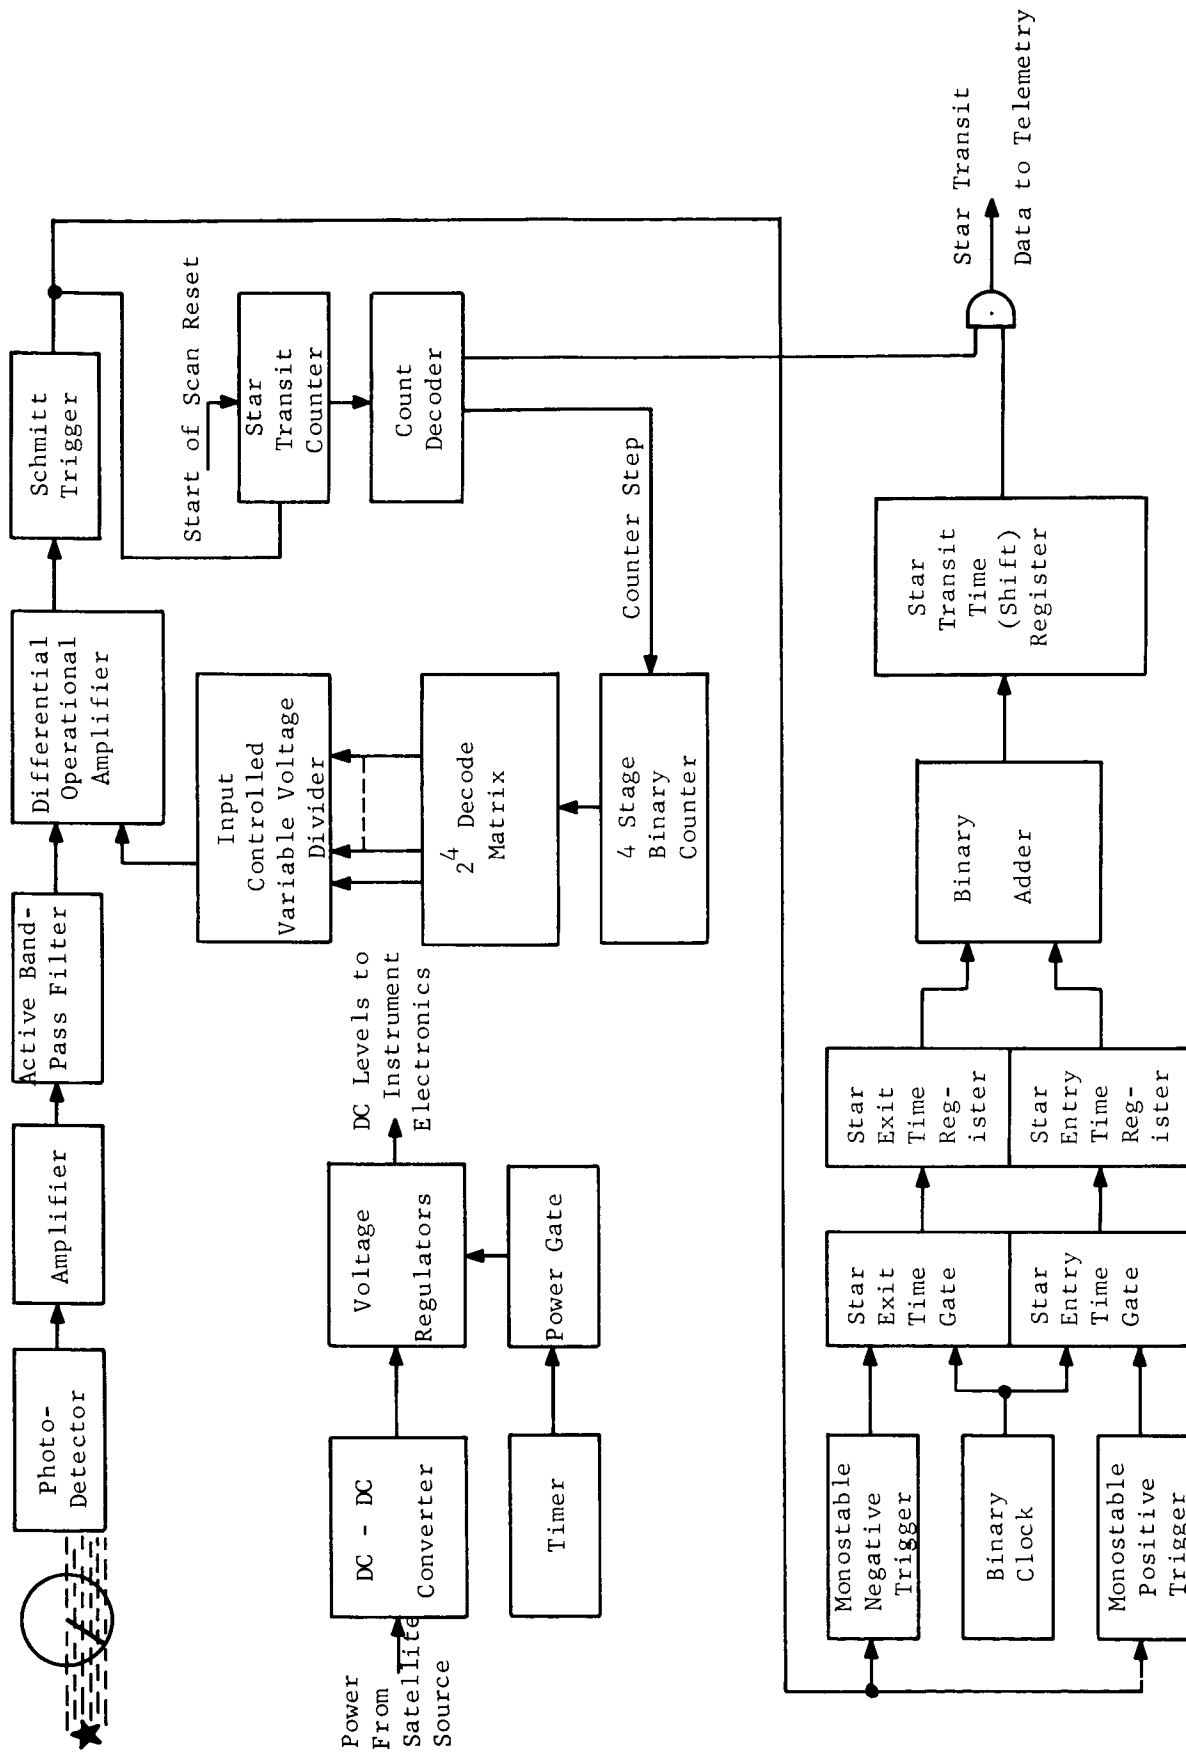 Photo-
Detector
Amplifier
Active Band-
Pass Filter
Differential
Operational
Amplifier
Schmitt
Trigger
Start of Scan Reset
Star
Transit
Counter
Count
Decoder
Counter Step
Input
Controlled
Variable Voltage
Divider
2⁴ Decode
Matrix
4 Stage
Binary
Counter
Power
From
Satellite
Source
DC - DC
Converter
Voltage
Regulators
DC Levels to
Instrument
Electronics
Timer
Power Gate
Monostable
Negative
Trigger
Binary
Clock
Monostable
Positive
Trigger
Star
Exit
Time
Gate
Star
Entry
Time
Gate
Star
Exit
Time
Reg-
ister
Star
Entry
Time
Reg-
ister
Binary
Adder
Star
Transit
Time
(Shift)
Register
Star Transit
Data to Telemetry